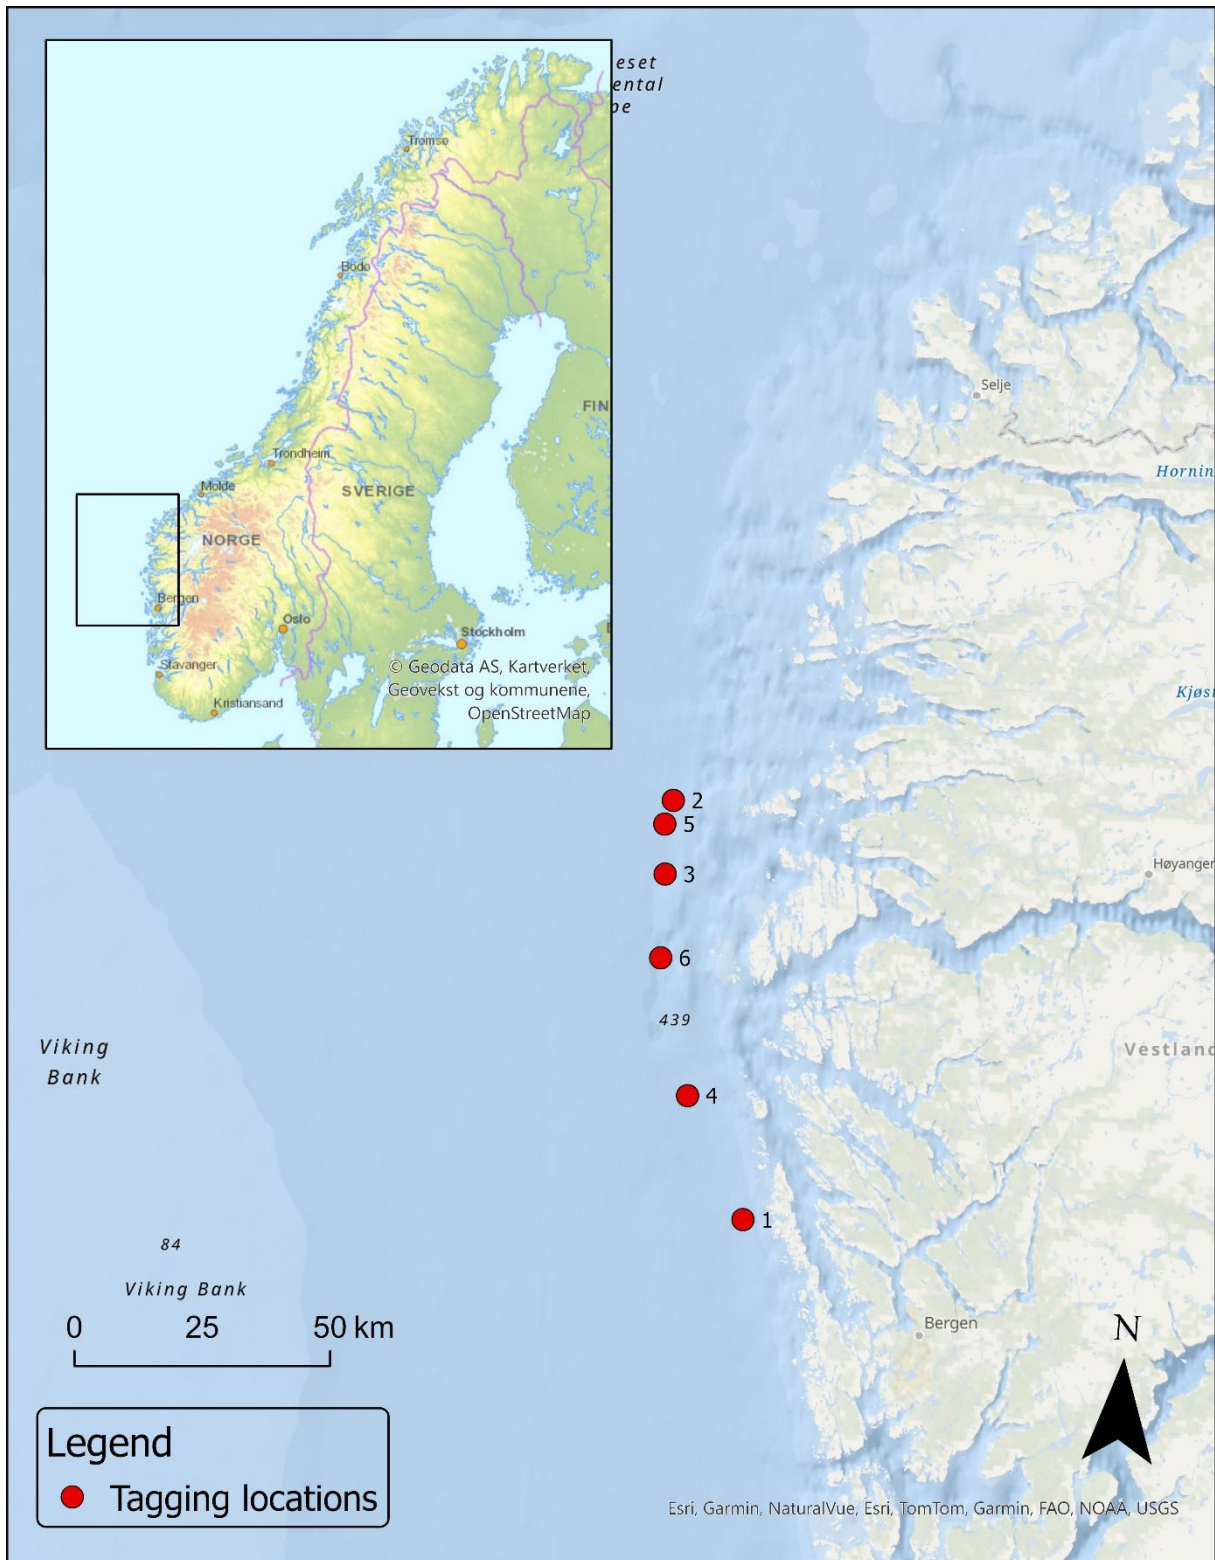 eset
ental
pe
Tromsø
Bodø
FIN
Trondheim
Molde
SVERIGE
NORGE
Bergen
Oslo
Stockholm
Stavanger
Kristiansand
© Geodata AS, Kartverket,
Geovekst og kommunene,
OpenStreetMap
Selje
Hornin
Kjøs
2
5
3
Høyanger
6
439
Viking
Bank
Vestland
4
1
84
Viking Bank
0 25 50 km
Bergen
N
Legend
Tagging locations
Esri, Garmin, NaturalVue, Esri, TomTom, Garmin, FAO, NOAA, USGS